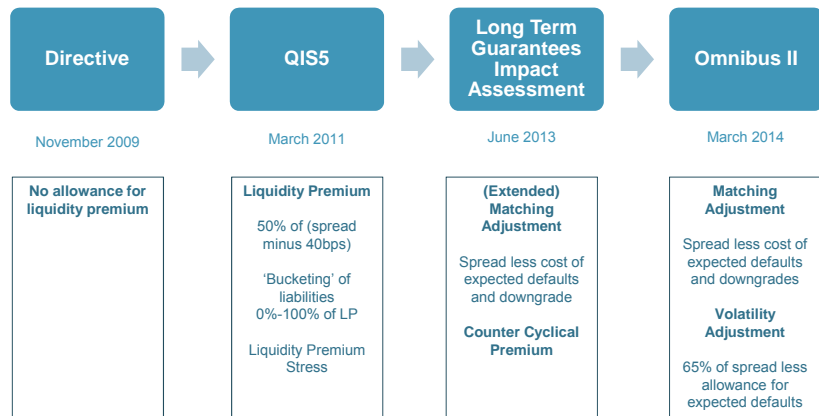 Directive
QIS5
Long Term
Guarantees
Impact
Assessment
Omnibus II
November 2009
March 2011
June 2013
March 2014
No allowance for
liquidity premium
Liquidity Premium
50% of (spread
minus 40bps)
‘Bucketing’ of
liabilities
0%-100% of LP
Liquidity Premium
Stress
(Extended)
Matching
Adjustment
Spread less cost of
expected defaults
and downgrade
Counter Cyclical
Premium
Matching
Adjustment
Spread less cost of
expected defaults
and downgrades
Volatility
Adjustment
65% of spread less
allowance for
expected defaults